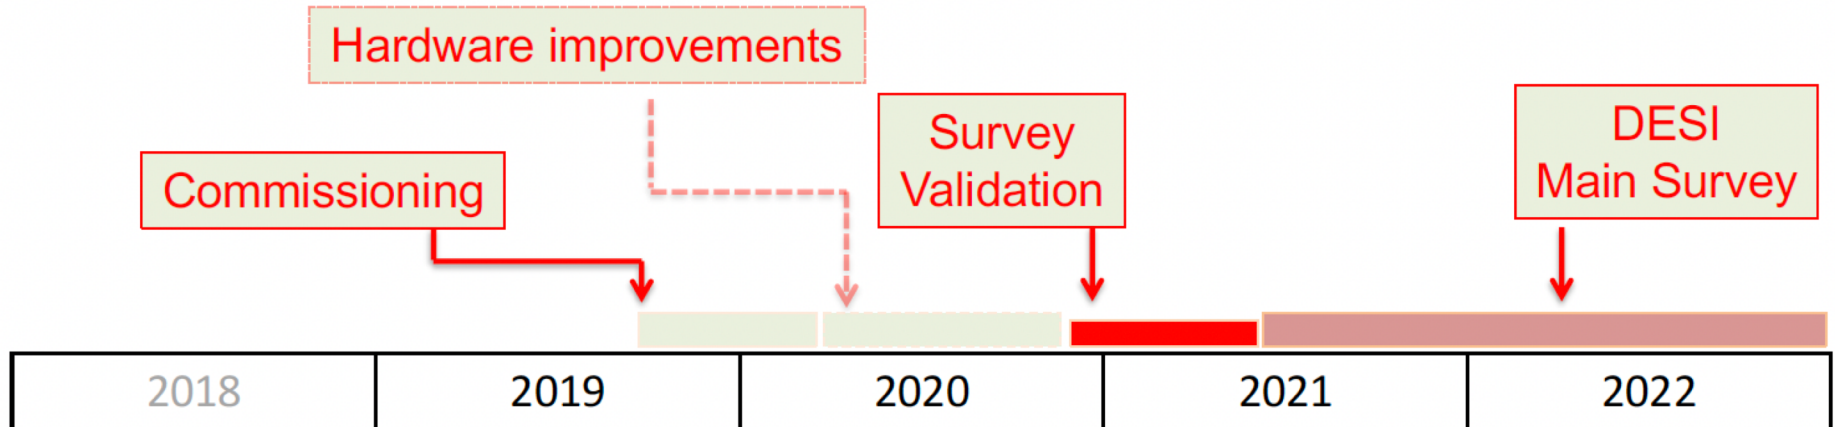 Hardware improvements
Commissioning
Survey
Validation
DESI
Main Survey
2018
2019
2020
2021
2022